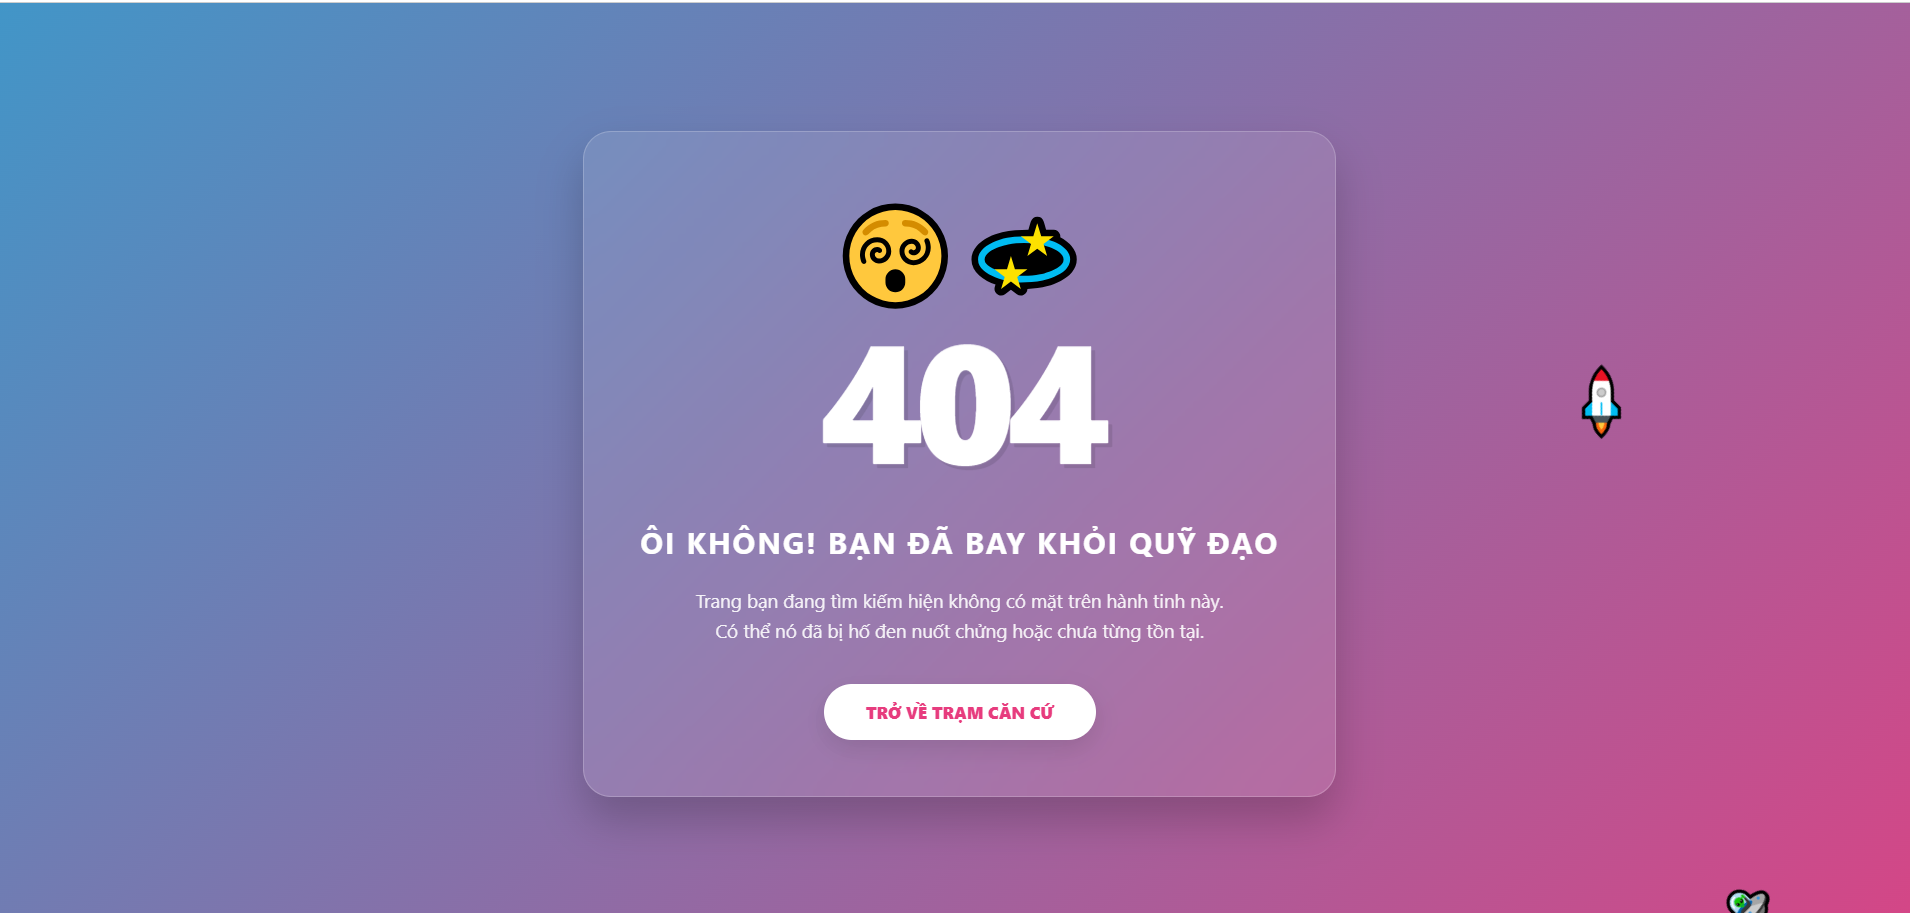 404
ÔI KHÔNG! BẠN ĐÃ BAY KHỎI QUỸ ĐẠO
Trang bạn đang tìm kiếm hiện không có mặt trên hành tinh này.
Có thể nó đã bị hố đen nuốt chửng hoặc chưa từng tồn tại.
TRỞ VỀ TRẠM CĂN CỨ